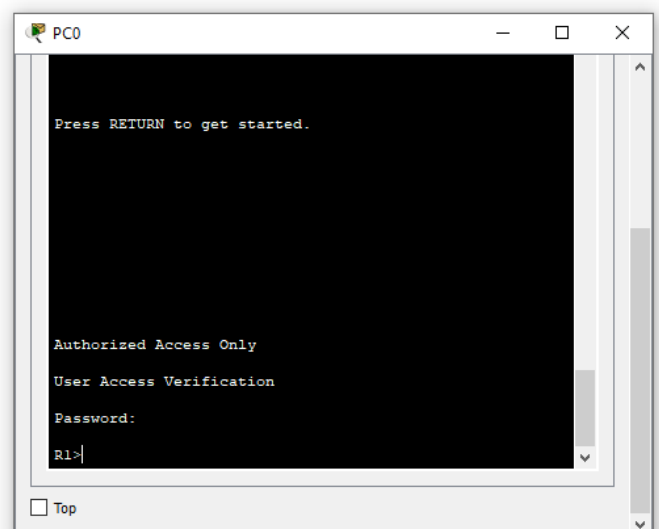 PC0
Press RETURN to get started.
Authorized Access Only
User Access Verification
Password:
R1>
Top